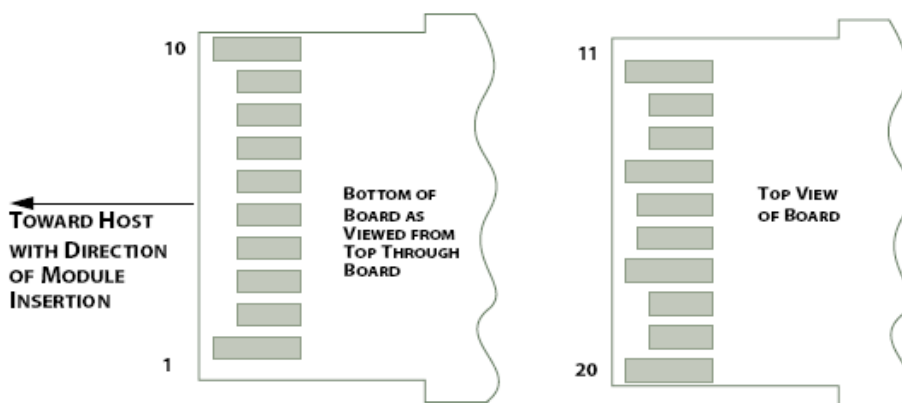 10
1
TOWARD HOST
WITH DIRECTION
OF MODULE
INSERTION
BOTTOM OF
BOARD AS
VIEWED FROM
TOP THROUGH
BOARD
11
20
TOP VIEW
OF BOARD